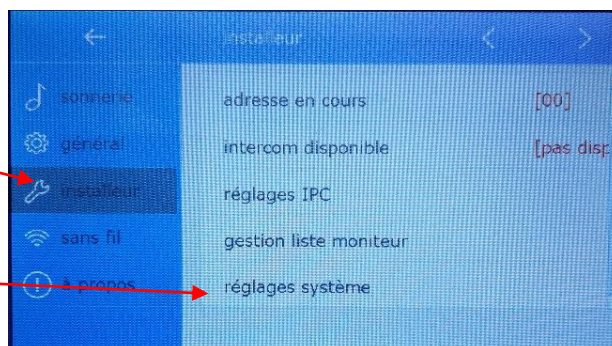 installeur
sonnerie
général
installeur
sans fil
à propos
adresse en cours [00]
intercom disponible [pas disp
réglages IPC
gestion liste moniteur
réglages système